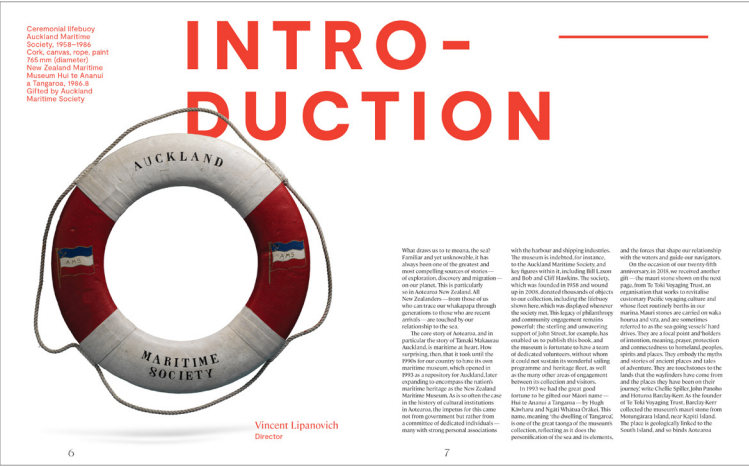 Ceremonial lifebuoy
Auckland Maritime
Society, 1958–1986
Cork, canvas, rope, paint
765 mm (diameter)
New Zealand Maritime
Museum Hui te Ananui
a Tangaroa, 1986.8
Gifted by Auckland
Maritime Society
INTRO-
DUCTION
AUCKLAND
AMS
AMS
MARITIME
SOCIETY
Vincent Lipanovich
Director
What draws us to te moana, the sea?
Familiar and yet unknowable, it has
always been one of the greatest and
most compelling sources of stories —
of exploration, discovery and migration —
on our planet. This is particularly
so in Aotearoa New Zealand. All
New Zealanders — from those of us
who can trace our whakapapa through
generations to those who are recent
arrivals — are touched by our
relationship to the sea.
The core story of Aotearoa, and in
particular the story of Tāmaki Makaurau
Auckland, is maritime at heart. How
surprising, then, that it took until the
1990s for our country to have its own
maritime museum, which opened in
1993 as a repository for Auckland, later
expanding to encompass the nation's
maritime heritage as the New Zealand
Maritime Museum. As is so often the case
in the history of cultural institutions
in Aotearoa, the impetus for this came
not from government but rather from
a committee of dedicated individuals —
many with strong personal associations
with the harbour and shipping industries.
The museum is indebted, for instance,
to the Auckland Maritime Society, and
key figures within it, including Bill Laxon
and Bob and Cliff Hawkins. The society,
which was founded in 1958 and wound
up in 2008, donated thousands of objects
to our collection, including the lifebuoy
shown here, which was displayed whenever
the society met. This legacy of philanthropy
and community engagement remains
powerful: the sterling and unwavering
support of John Street, for example, has
enabled us to publish this book, and
the museum is fortunate to have a team
of dedicated volunteers, without whom
it could not sustain its wonderful sailing
programme and heritage fleet, as well
as the many other areas of engagement
between its collection and visitors.
In 1993 we had the great good
fortune to be gifted our Māori name —
Hui te Ananui a Tangaroa — by Hugh
Kāwharu and Ngāti Whātua Ōrākei. This
name, meaning 'the dwelling of Tangaroa',
is one of the great taonga of the museum's
collection, reflecting as it does the
personification of the sea and its elements,
and the forces that shape our relationship
with the waters and guide our navigators.
On the occasion of our twenty-fifth
anniversary, in 2018, we received another
gift — the mauri stone shown on the next
page, from Te Toki Voyaging Trust, an
organisation that works to revitalise
customary Pacific voyaging culture and
whose fleet routinely berths in our
marina. Mauri stones are carried on waka
hourua and va'a, and are sometimes
referred to as the sea-going vessels' hard
drives. They are a focal point and 'holders
of intention, meaning, prayer, protection
and connectedness to homeland, peoples,
spirits and places. They embody the myths
and stories of ancient places and tales
of adventure. They are touchstones to the
lands that the wayfinders have come from
and the places they have been on their
journey,' write Chellie Spiller, John Panoho
and Hoturoa Barclay-Kerr. As the founder
of Te Toki Voyaging Trust, Barclay-Kerr
collected the museum's mauri stone from
Motungārara Island, near Kapiti Island.
The place is geologically linked to the
South Island, and so binds Aotearoa
6
7